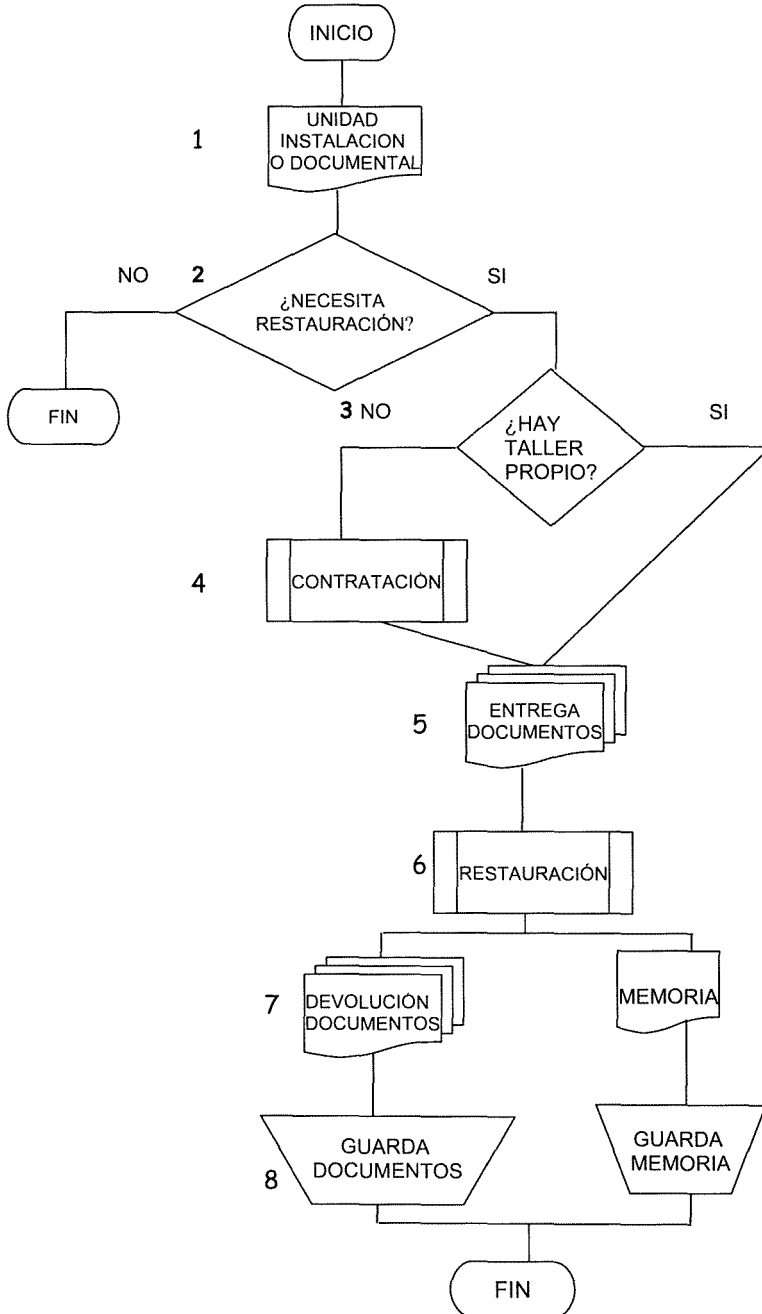 INICIO
1
UNIDAD
INSTALACION
O DOCUMENTAL
NO
2
SI
¿NECESITA
RESTAURACIÓN?
FIN
3 NO
SI
¿HAY
TALLER
PROPIO?
4
CONTRATACIÓN
5
ENTREGA
DOCUMENTOS
6
RESTAURACIÓN
7
DEVOLUCIÓN
DOCUMENTOS
MEMORIA
8
GUARDA
DOCUMENTOS
GUARDA
MEMORIA
FIN